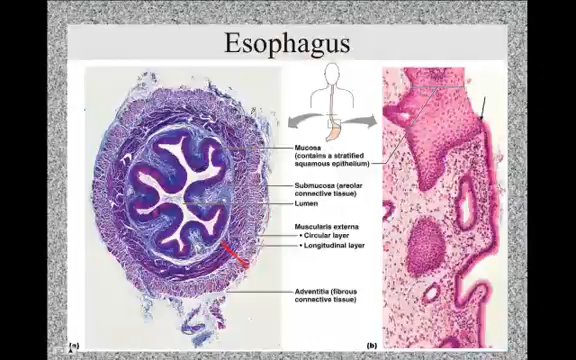 Esophagus
Mucosa
(contains a stratified
squamous epithelium)
Submucosa (areolar
connective tissue)
Lumen
Muscularis externa
• Circular layer
• Longitudinal layer
Adventitia (fibrous
connective tissue)
(a)
(b)